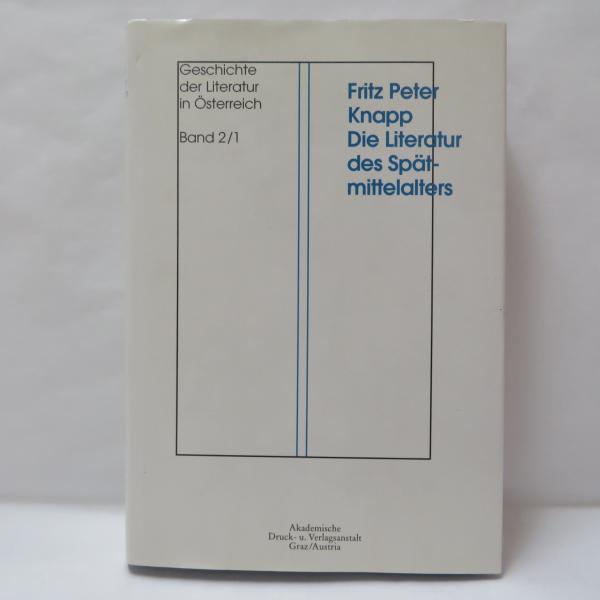 Geschichte
der Literatur
in Österreich
Band 2/1
Fritz Peter
Knapp
Die Literatur
des Spät-
mittelalters
Akademische
Druck- u. Verlagsanstalt
Graz/Austria